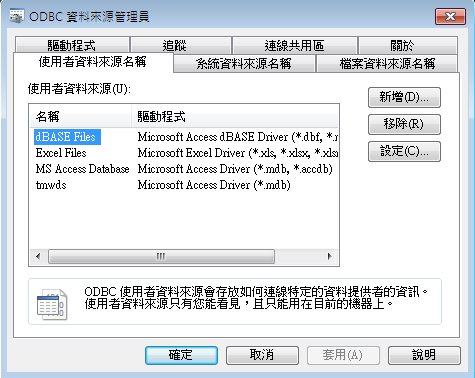 ODBC 資料來源管理員
驅動程式 追蹤 連線共用區 關於
使用者資料來源名稱 系統資料來源名稱 檔案資料來源名稱
使用者資料來源(U):
名稱 驅動程式
dBASE Files Microsoft Access dBASE Driver (*.dbf, *.n
Excel Files Microsoft Excel Driver (*.xls, *.xlsx, *.xls
MS Access Database Microsoft Access Driver (*.mdb, *.accdb)
tmwds Microsoft Access Driver (*.mdb)
新增(D)...
移除(R)
設定(C)...
ODBC 使用者資料來源會存放如何連線特定的資料提供者的資訊。
使用者資料來源只有您能看見，且只能用在目前的機器上。
確定 取消 套用(A) 說明